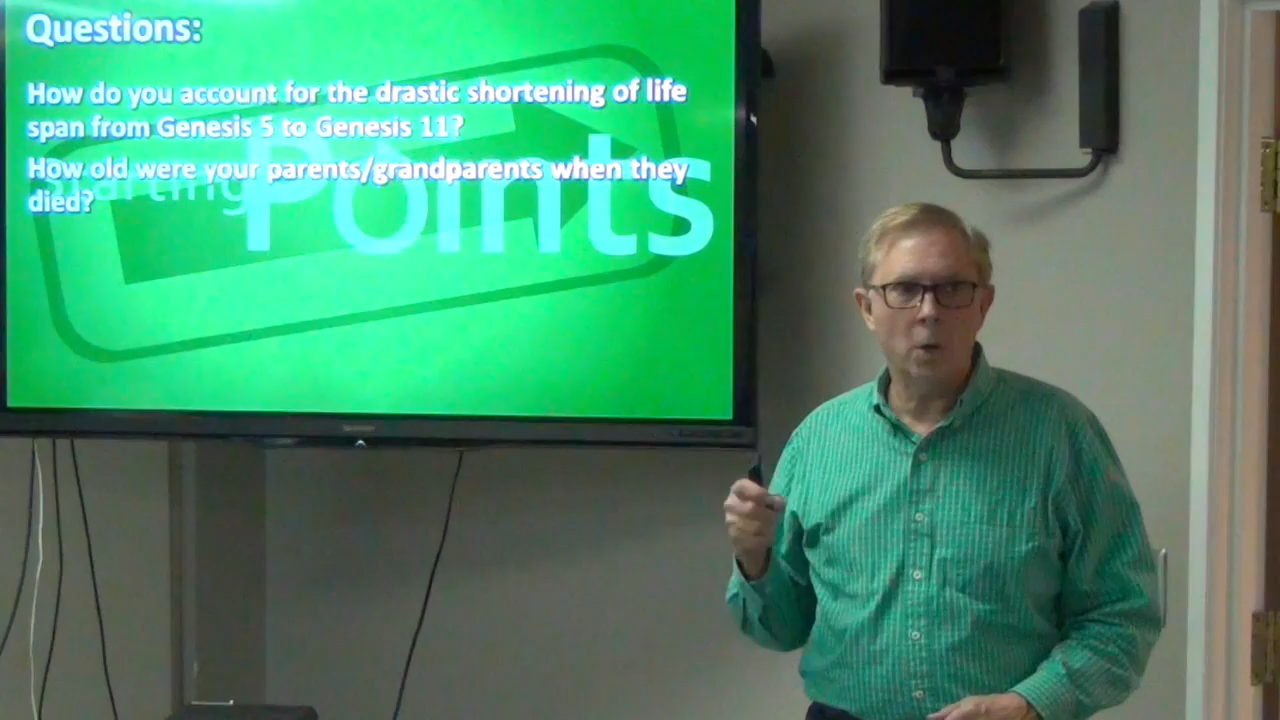 Questions:
How do you account for the drastic shortening of life
span from Genesis 5 to Genesis 11?
How old were your parents/grandparents when they
died?
Starting
Points